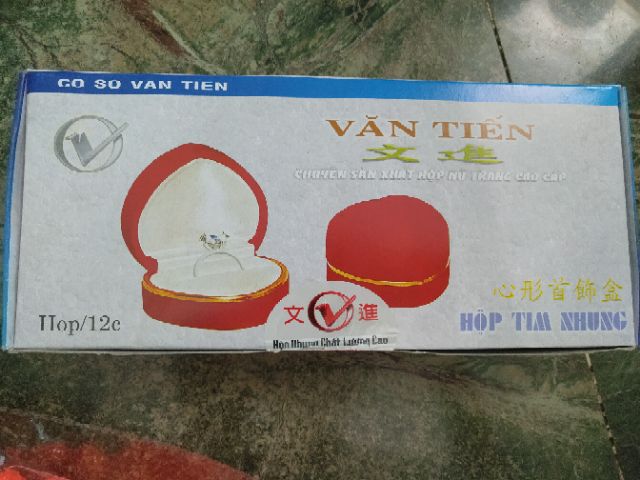 CO SO VAN TIEN
VĂN TIẾN
文進
CHUYÊN SẢN XUẤT HỘP NỮ TRANG CAO CẤP
心形首飾盒
HỘP TIM NHUNG
Hop/12c
文 進
Hộp Nhung Chất Lượng Cao